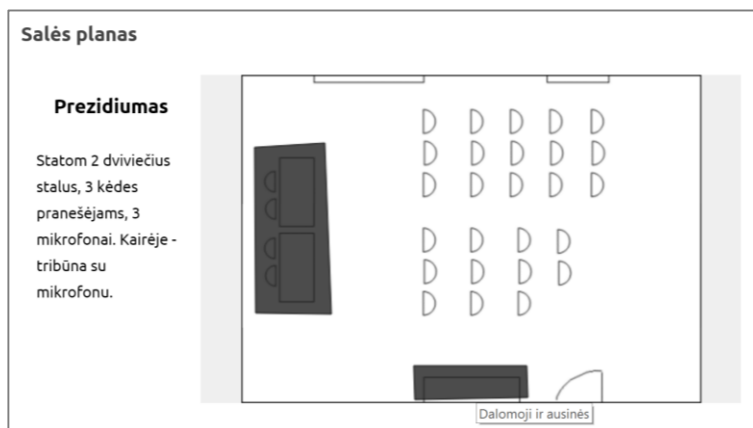 Salės planas
Prezidiumas
Statom 2 dviviečius
stalus, 3 kėdes
pranešėjams, 3
mikrofonai. Kairėje -
tribūna su
mikrofonu.
Dalomoji ir ausinės